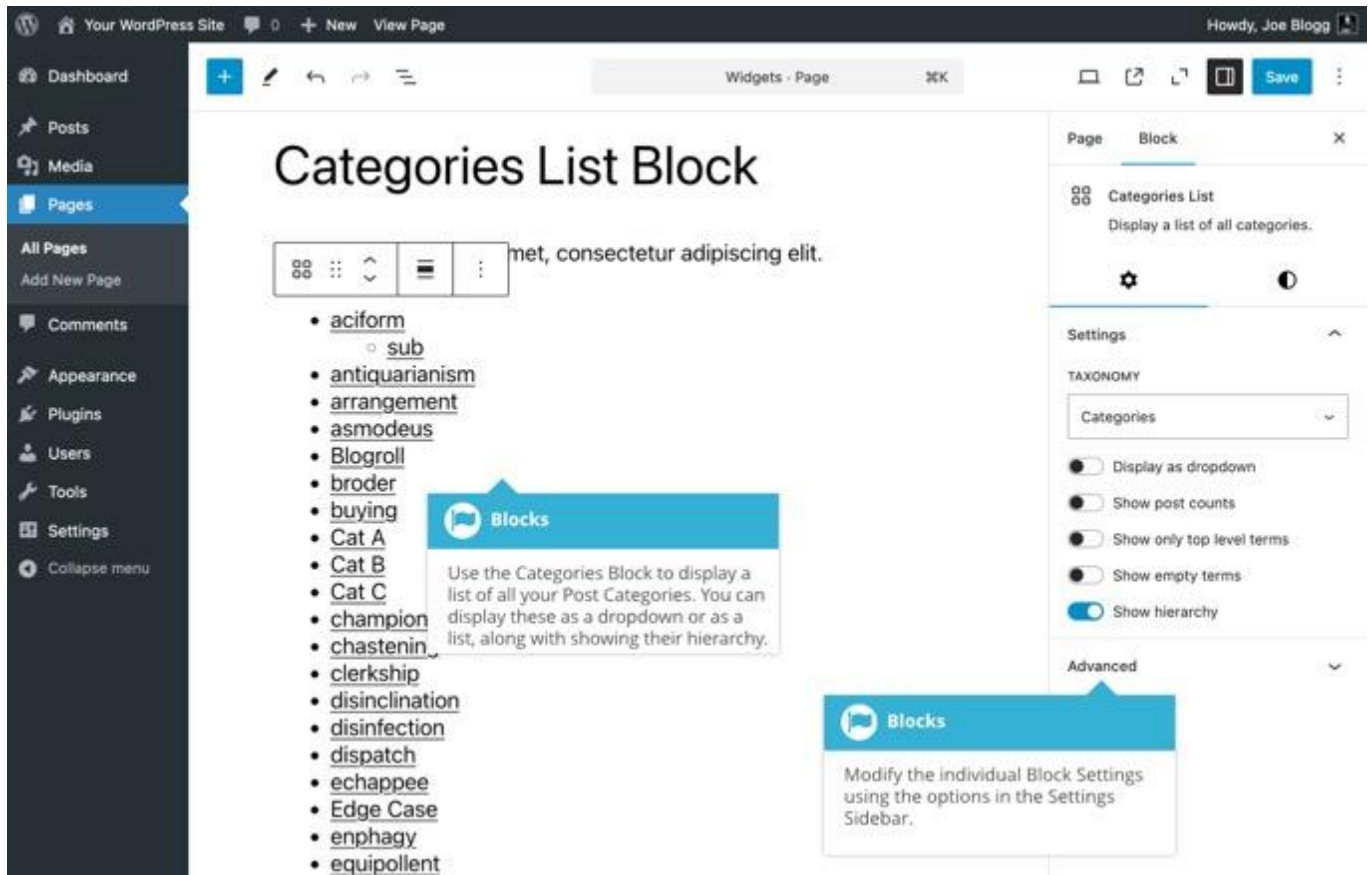 Your WordPress Site 0 + New View Page Howdy, Joe Blogg
Dashboard
Posts
Media
Pages
All Pages
Add New Page
Comments
Appearance
Plugins
Users
Tools
Settings
Collapse menu
Widgets · Page ⌘K
Save
Categories List Block
met, consectetur adipiscing elit.
• aciform
◦ sub
• antiquarianism
• arrangement
• asmodeus
• Blogroll
• broder
• buying
• Cat A
• Cat B
• Cat C
• champion
• chastening
• clerkship
• disinclination
• disinfection
• dispatch
• echappee
• Edge Case
• enphagy
• equipollent
Blocks
Use the Categories Block to display a
list of all your Post Categories. You can
display these as a dropdown or as a
list, along with showing their hierarchy.
Page Block
Categories List
Display a list of all categories.
Settings
TAXONOMY
Categories
Display as dropdown
Show post counts
Show only top level terms
Show empty terms
Show hierarchy
Advanced
Blocks
Modify the individual Block Settings
using the options in the Settings
Sidebar.